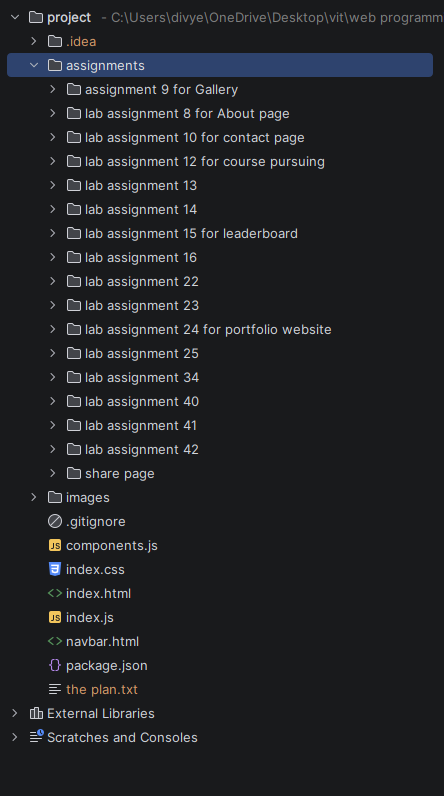 project - C:\Users\divye\OneDrive\Desktop\vit\web programm
.idea
assignments
assignment 9 for Gallery
lab assignment 8 for About page
lab assignment 10 for contact page
lab assignment 12 for course pursuing
lab assignment 13
lab assignment 14
lab assignment 15 for leaderboard
lab assignment 16
lab assignment 22
lab assignment 23
lab assignment 24 for portfolio website
lab assignment 25
lab assignment 34
lab assignment 40
lab assignment 41
lab assignment 42
share page
images
.gitignore
JS components.js
index.css
<> index.html
JS index.js
<> navbar.html
{} package.json
the plan.txt
External Libraries
Scratches and Consoles